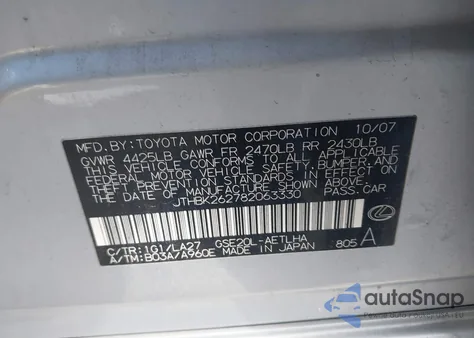 MFD.BY:TOYOTA MOTOR CORPORATION 10/07
GVWR 4425LB GAWR FR 2470LB RR 2430LB
THIS VEHICLE CONFORMS TO ALL APPLICABLE
FEDERAL MOTOR VEHICLE SAFETY, BUMPER, AND
THEFT PREVENTION STANDARDS IN EFFECT ON
THE DATE OF MANUFACTURE SHOWN ABOVE.
JTHBK262782063330 PASS.CAR
C/TR:1G1/LA27 GSE20L-AETLHA
A/TM:B03A/A960E MADE IN JAPAN 805 A
autoSnap